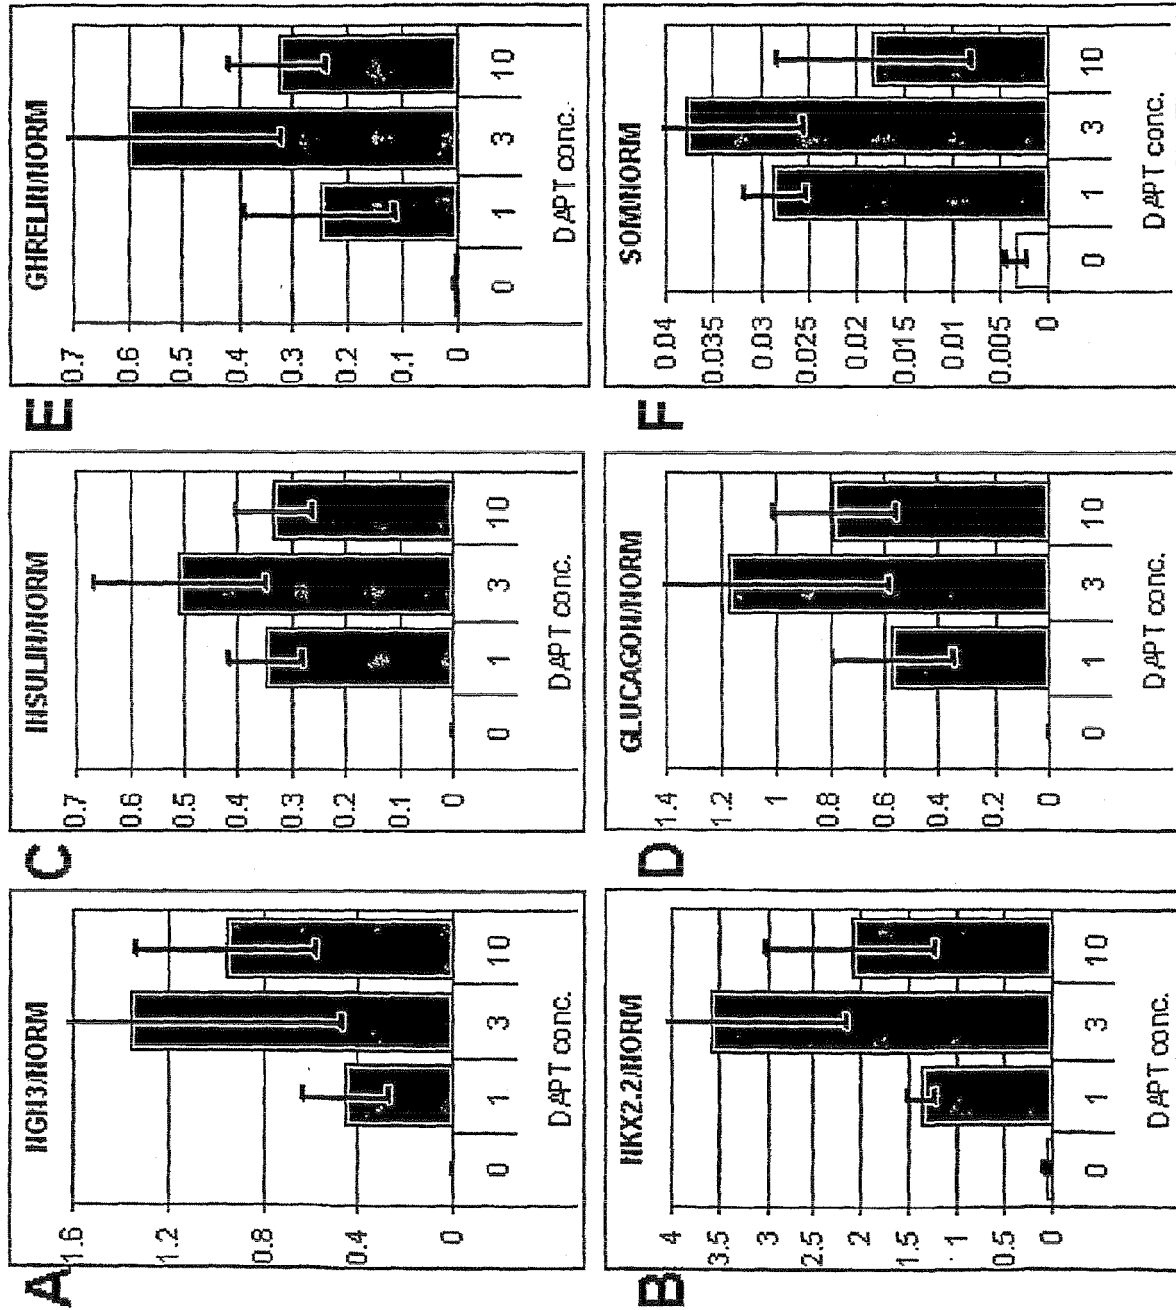 A
NGN3/NORM
1.6
1.2
0.8
0.4
0
0 1 3 10
DAPT conc.
B
NKX2.2/NORM
4
3.5
3
2.5
2
1.5
1
0.5
0
0 1 3 10
DAPT conc.
C
INSULIN/NORM
0.7
0.6
0.5
0.4
0.3
0.2
0.1
0
0 1 3 10
DAPT conc.
D
GLUCAGON/NORM
1.4
1.2
1
0.8
0.6
0.4
0.2
0
0 1 3 10
DAPT conc.
E
GHRELIN/NORM
0.7
0.6
0.5
0.4
0.3
0.2
0.1
0
0 1 3 10
DAPT conc.
F
SOM/NORM
0.04
0.035
0.03
0.025
0.02
0.015
0.01
0.005
0
0 1 3 10
DAPT conc.